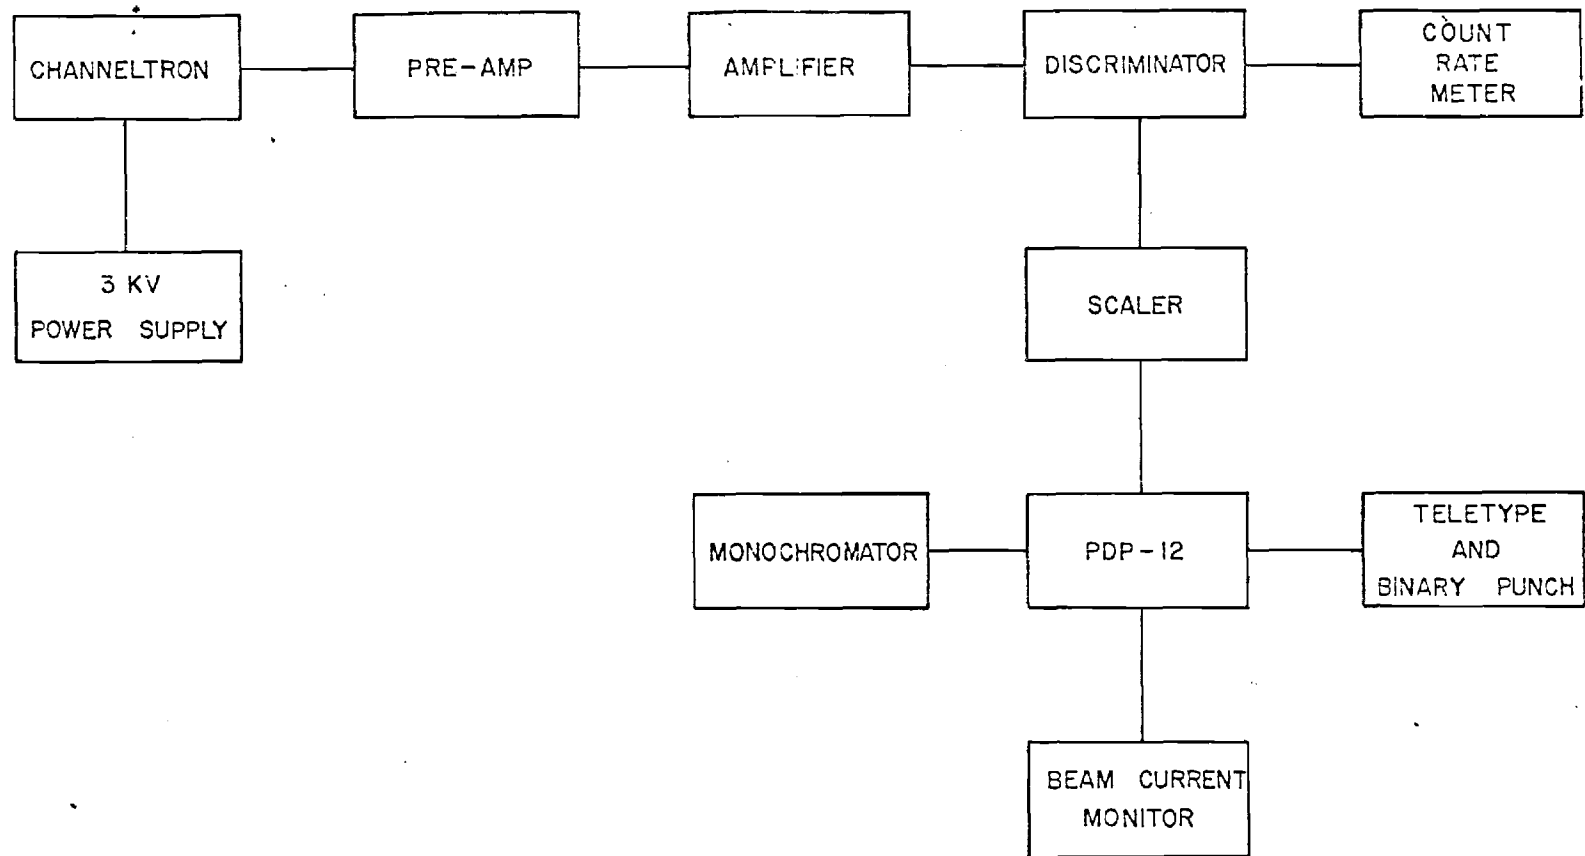 CHANNELTRON
PRE-AMP
AMPLIFIER
DISCRIMINATOR
COUNT
RATE
METER
3 KV
POWER SUPPLY
SCALER
MONOCHROMATOR
PDP-12
TELETYPE
AND
BINARY PUNCH
BEAM CURRENT
MONITOR